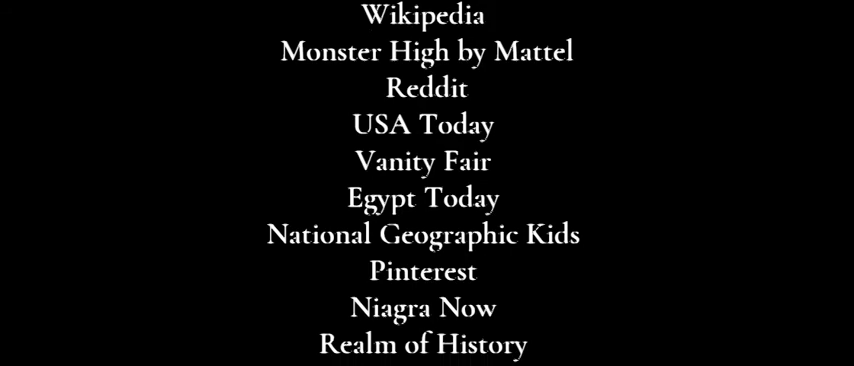 Wikipedia
Monster High by Mattel
Reddit
USA Today
Vanity Fair
Egypt Today
National Geographic Kids
Pinterest
Niagra Now
Realm of History